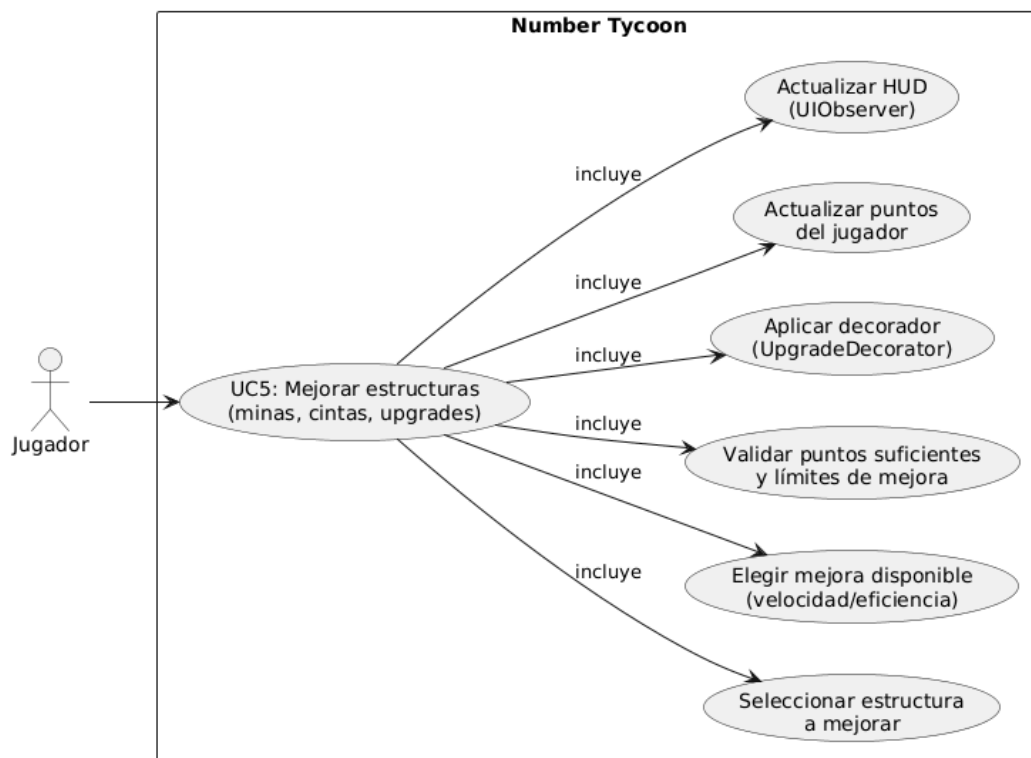 Number Tycoon
Actualizar HUD
(UIObserver)
incluye
Actualizar puntos
del jugador
incluye
Aplicar decorador
(UpgradeDecorator)
incluye
UC5: Mejorar estructuras
(minas, cintas, upgrades)
Jugador
incluye
Validar puntos suficientes
y límites de mejora
incluye
Elegir mejora disponible
(velocidad/eficiencia)
incluye
Seleccionar estructura
a mejorar